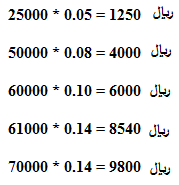 25000 * 0.05 = 1250 ريال
50000 * 0.08 = 4000 ريال
60000 * 0.10 = 6000 ريال
61000 * 0.14 = 8540 ريال
70000 * 0.14 = 9800 ريال